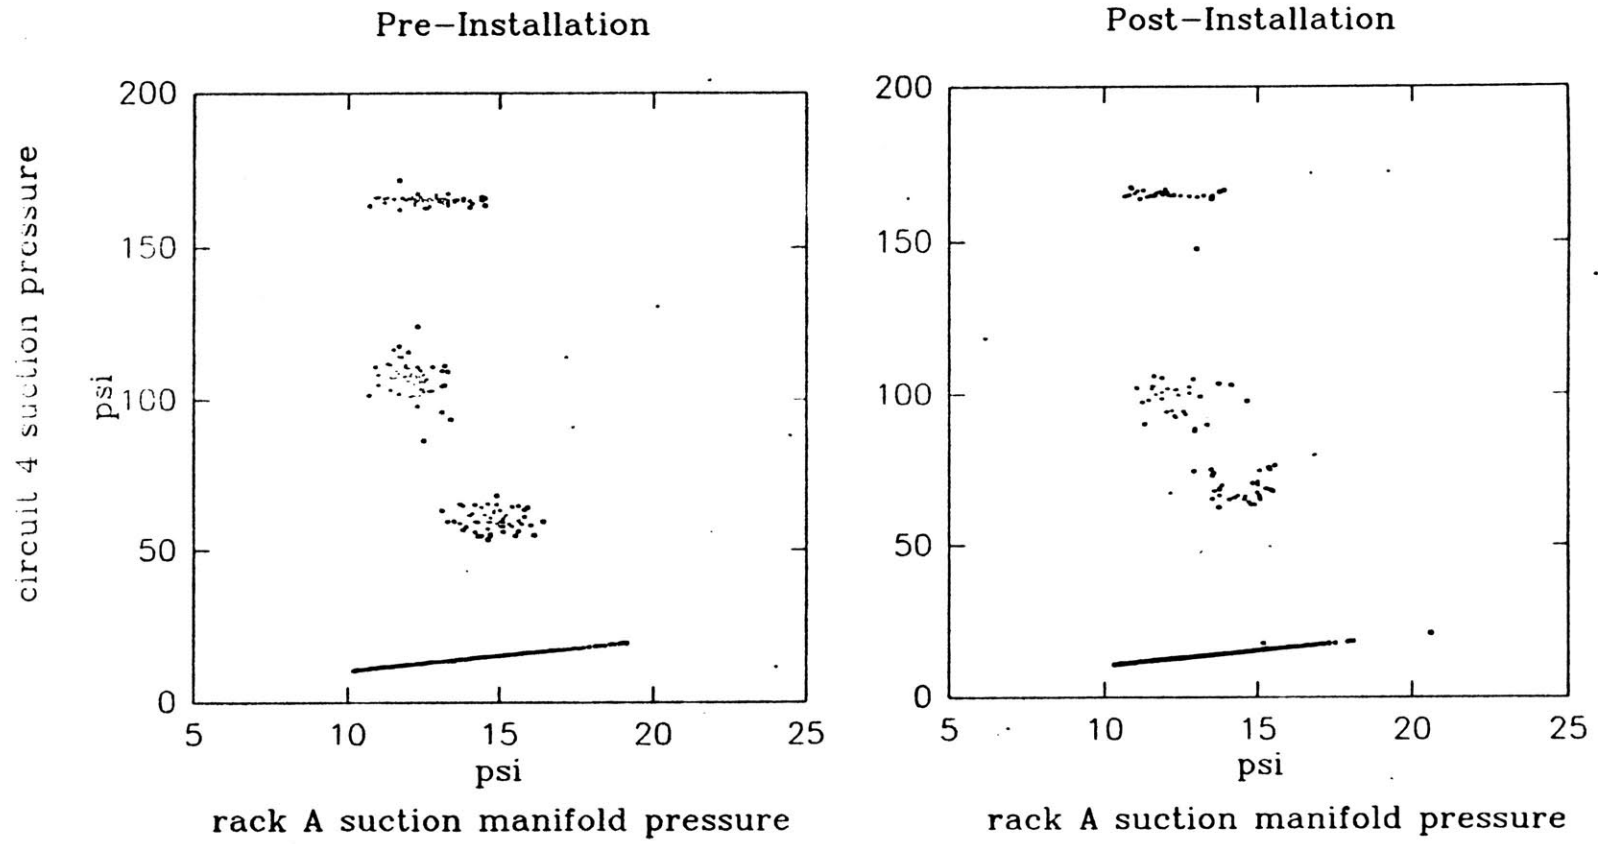 Pre-Installation
Post-Installation
circuit 4 suction pressure
psi
200
150
100
50
0
5 10 15 20 25
psi
rack A suction manifold pressure
200
150
100
50
0
5 10 15 20 25
psi
rack A suction manifold pressure